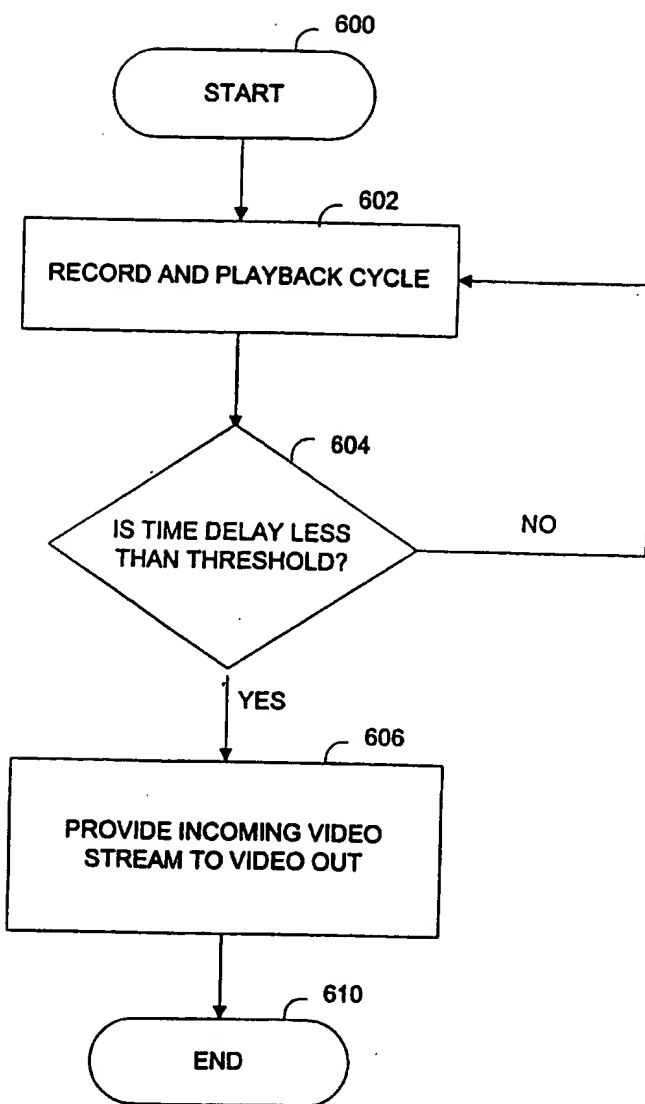 600
START
602
RECORD AND PLAYBACK CYCLE
604
IS TIME DELAY LESS
THAN THRESHOLD?
NO
YES
606
PROVIDE INCOMING VIDEO
STREAM TO VIDEO OUT
610
END